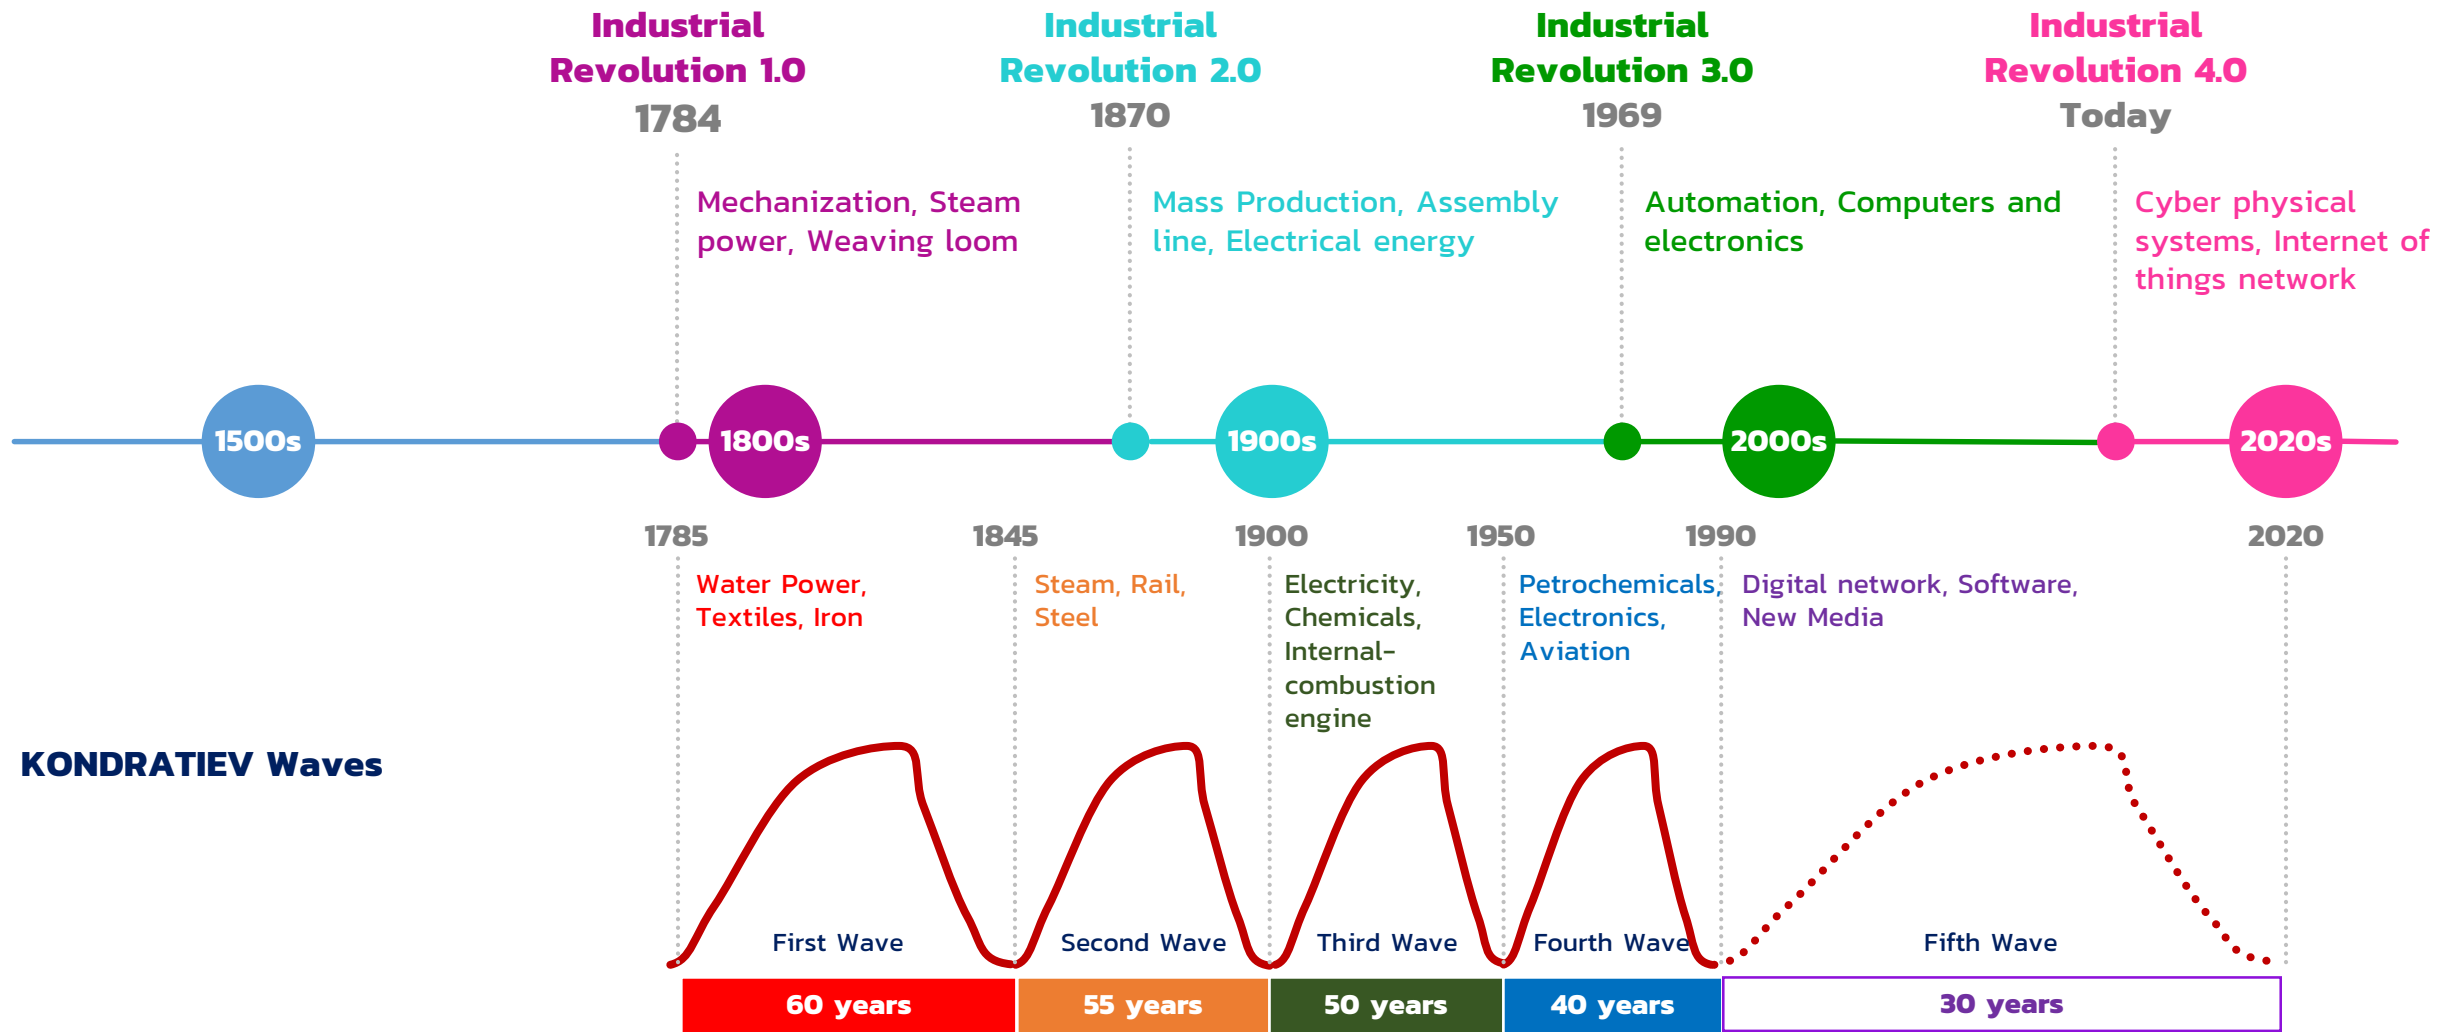 Industrial
Revolution 1.0
1784
Industrial
Revolution 2.0
1870
Industrial
Revolution 3.0
1969
Industrial
Revolution 4.0
Today
Mechanization, Steam
power, Weaving loom
Mass Production, Assembly
line, Electrical energy
Automation, Computers and
electronics
Cyber physical
systems, Internet of
things network
1500s
1800s
1900s
2000s
2020s
1785
1845
1900
1950
1990
2020
Water Power,
Textiles, Iron
Steam, Rail,
Steel
Electricity,
Chemicals,
Internal-
combustion
engine
Petrochemicals,
Electronics,
Aviation
Digital network, Software,
New Media
KONDRATIEV Waves
First Wave
Second Wave
Third Wave
Fourth Wave
Fifth Wave
60 years
55 years
50 years
40 years
30 years